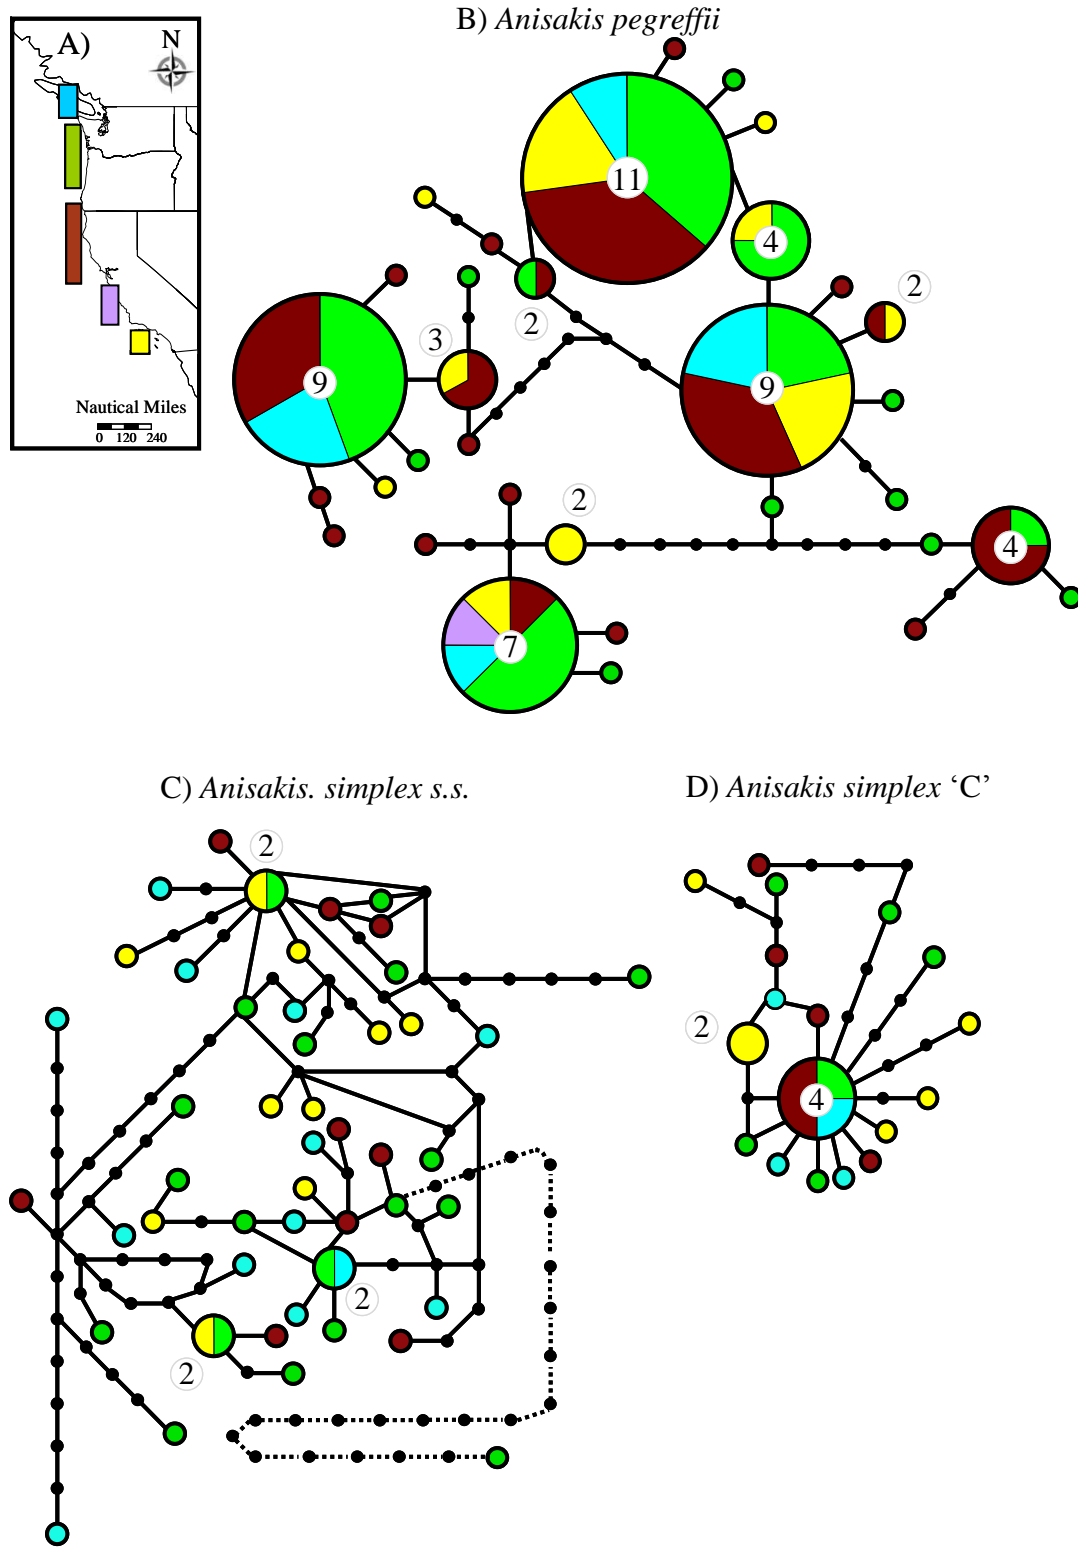 B) Anisakis pegreffii
A)
N
Nautical Miles
0 120 240
11
4
2
2
3
9
9
2
4
7
C) Anisakis. simplex s.s.
D) Anisakis simplex ‘C’
2
2
4
2
2